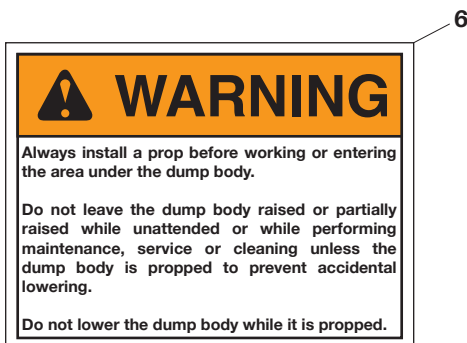 6
WARNING
Always install a prop before working or entering
the area under the dump body.
Do not leave the dump body raised or partially
raised while unattended or while performing
maintenance, service or cleaning unless the
dump body is propped to prevent accidental
lowering.
Do not lower the dump body while it is propped.